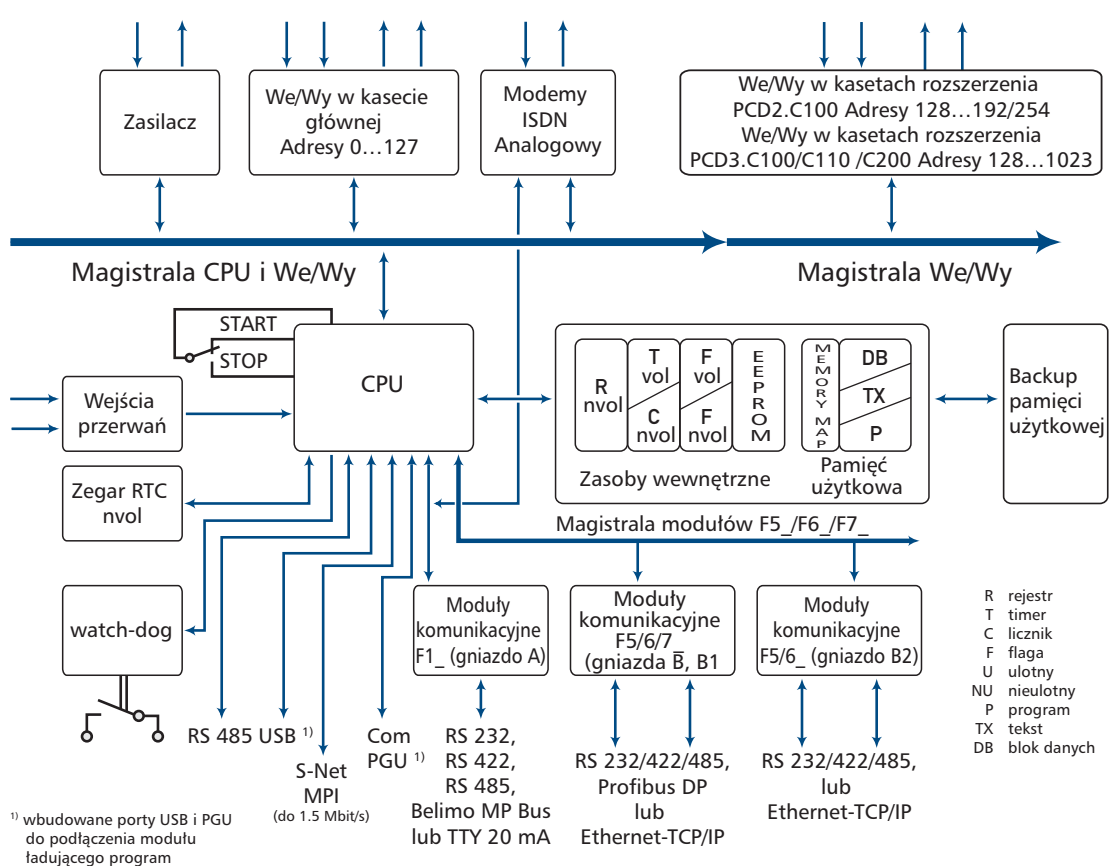 Zasilacz
We/Wy w kasecie
głównej
Adresy 0...127
Modemy
ISDN
Analogowy
We/Wy w kasetach rozszerzenia
PCD2.C100 Adresy 128...192/254
We/Wy w kasetach rozszerzenia
PCD3.C100/C110 /C200 Adresy 128...1023
Magistrala CPU i We/Wy
Magistrala We/Wy
START
STOP
CPU
Wejścia
przerwań
Zegar RTC
nvol
watch-dog
R
nvol
T
vol
C
nvol
F
vol
F
nvol
EEPROM
MEMORY MAP
DB
TX
P
Zasoby wewnętrzne
Pamięć
użytkowa
Backup
pamięci
użytkowej
Magistrala modułów F5_/F6_/F7_
Moduły
komunikacyjne
F1_ (gniazdo A)
Moduły
komunikacyjne
F5/6/7
(gniazda B̅, B1
Moduły
komunikacyjne
F5/6_ (gniazdo B2)
R rejestr
T timer
C licznik
F flaga
U ulotny
NU nieulotny
P program
TX tekst
DB blok danych
RS 485 USB 1)
S-Net
MPI
(do 1.5 Mbit/s)
Com
PGU 1)
RS 232,
RS 422,
RS 485,
Belimo MP Bus
lub TTY 20 mA
RS 232/422/485,
Profibus DP
lub
Ethernet-TCP/IP
RS 232/422/485,
lub
Ethernet-TCP/IP
1) wbudowane porty USB i PGU
do podłączenia modułu
ładującego program